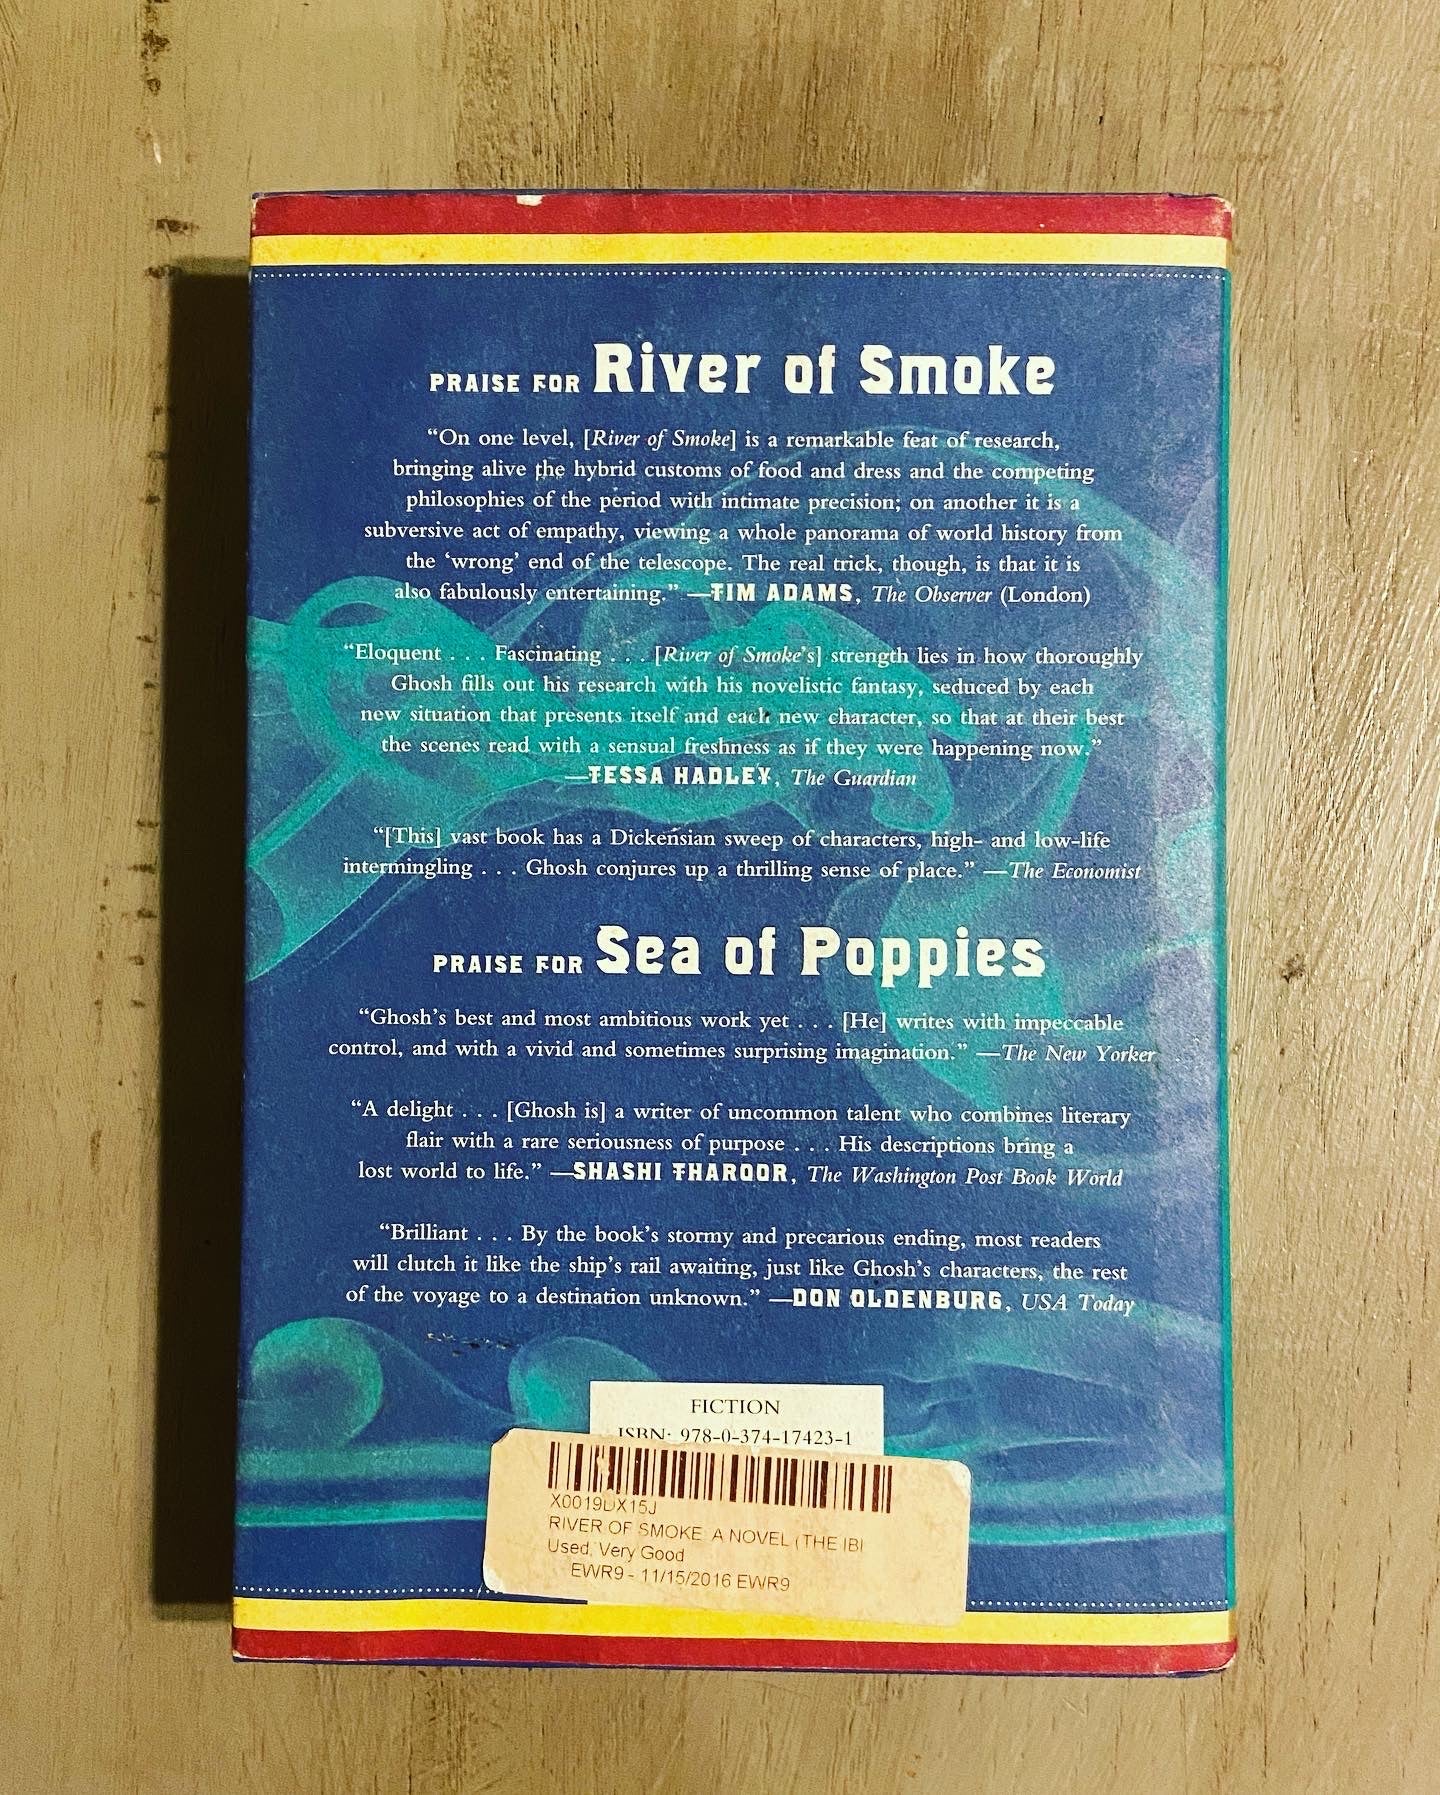 PRAISE FOR River of Smoke
“On one level, [River of Smoke] is a remarkable feat of research,
bringing alive the hybrid customs of food and dress and the competing
philosophies of the period with intimate precision; on another it is a
subversive act of empathy, viewing a whole panorama of world history from
the ‘wrong’ end of the telescope. The real trick, though, is that it is
also fabulously entertaining.” —TIM ADAMS, The Observer (London)
“Eloquent . . . Fascinating . . . [River of Smoke’s] strength lies in how thoroughly
Ghosh fills out his research with his novelistic fantasy, seduced by each
new situation that presents itself and each new character, so that at their best
the scenes read with a sensual freshness as if they were happening now.”
—TESSA HADLEY, The Guardian
“[This] vast book has a Dickensian sweep of characters, high- and low-life
intermingling . . . Ghosh conjures up a thrilling sense of place.” —The Economist
PRAISE FOR Sea of Poppies
“Ghosh’s best and most ambitious work yet . . . [He] writes with impeccable
control, and with a vivid and sometimes surprising imagination.” —The New Yorker
“A delight . . . [Ghosh is] a writer of uncommon talent who combines literary
flair with a rare seriousness of purpose . . . His descriptions bring a
lost world to life.” —SHASHI THAROOR, The Washington Post Book World
“Brilliant . . . By the book’s stormy and precarious ending, most readers
will clutch it like the ship’s rail awaiting, just like Ghosh’s characters, the rest
of the voyage to a destination unknown.” —DON OLDENBURG, USA Today
FICTION
ISBN: 978-0-374-17423-1
X0019DX15J
RIVER OF SMOKE: A NOVEL (THE IBI
Used, Very Good
EWR9 - 11/15/2016 EWR9